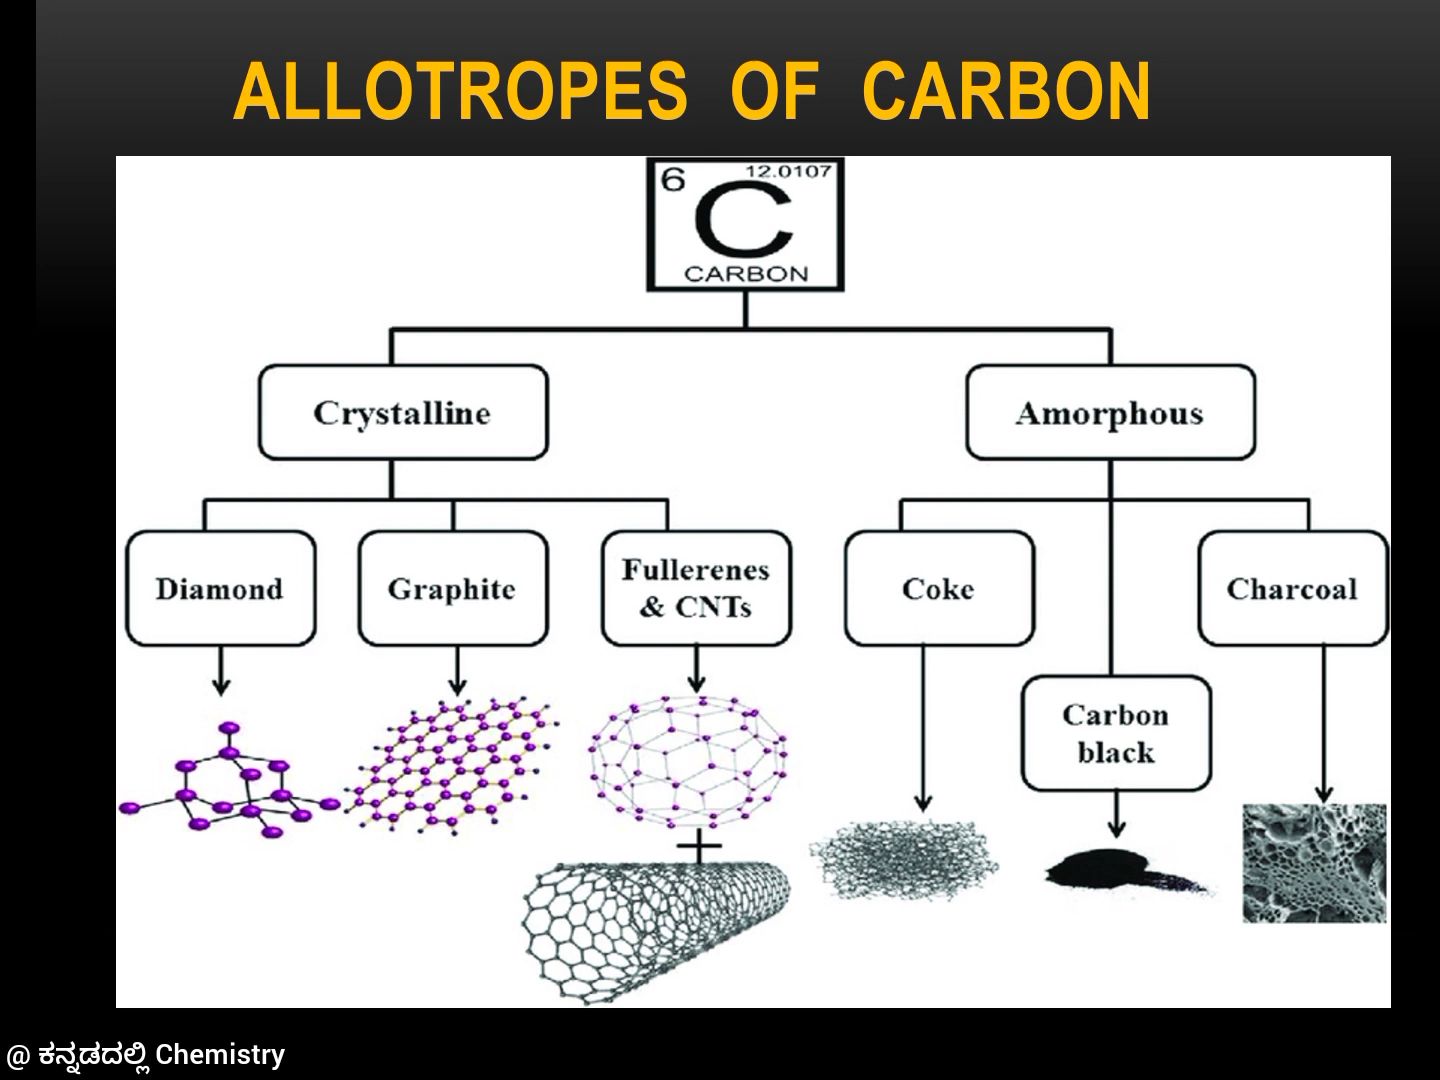 ALLOTROPES OF CARBON
6
12.0107
C
CARBON
Crystalline
Amorphous
Diamond
Graphite
Fullerenes
& CNTs
Coke
Carbon
black
Charcoal
@ ಕನ್ನಡದಲ್ಲಿ Chemistry